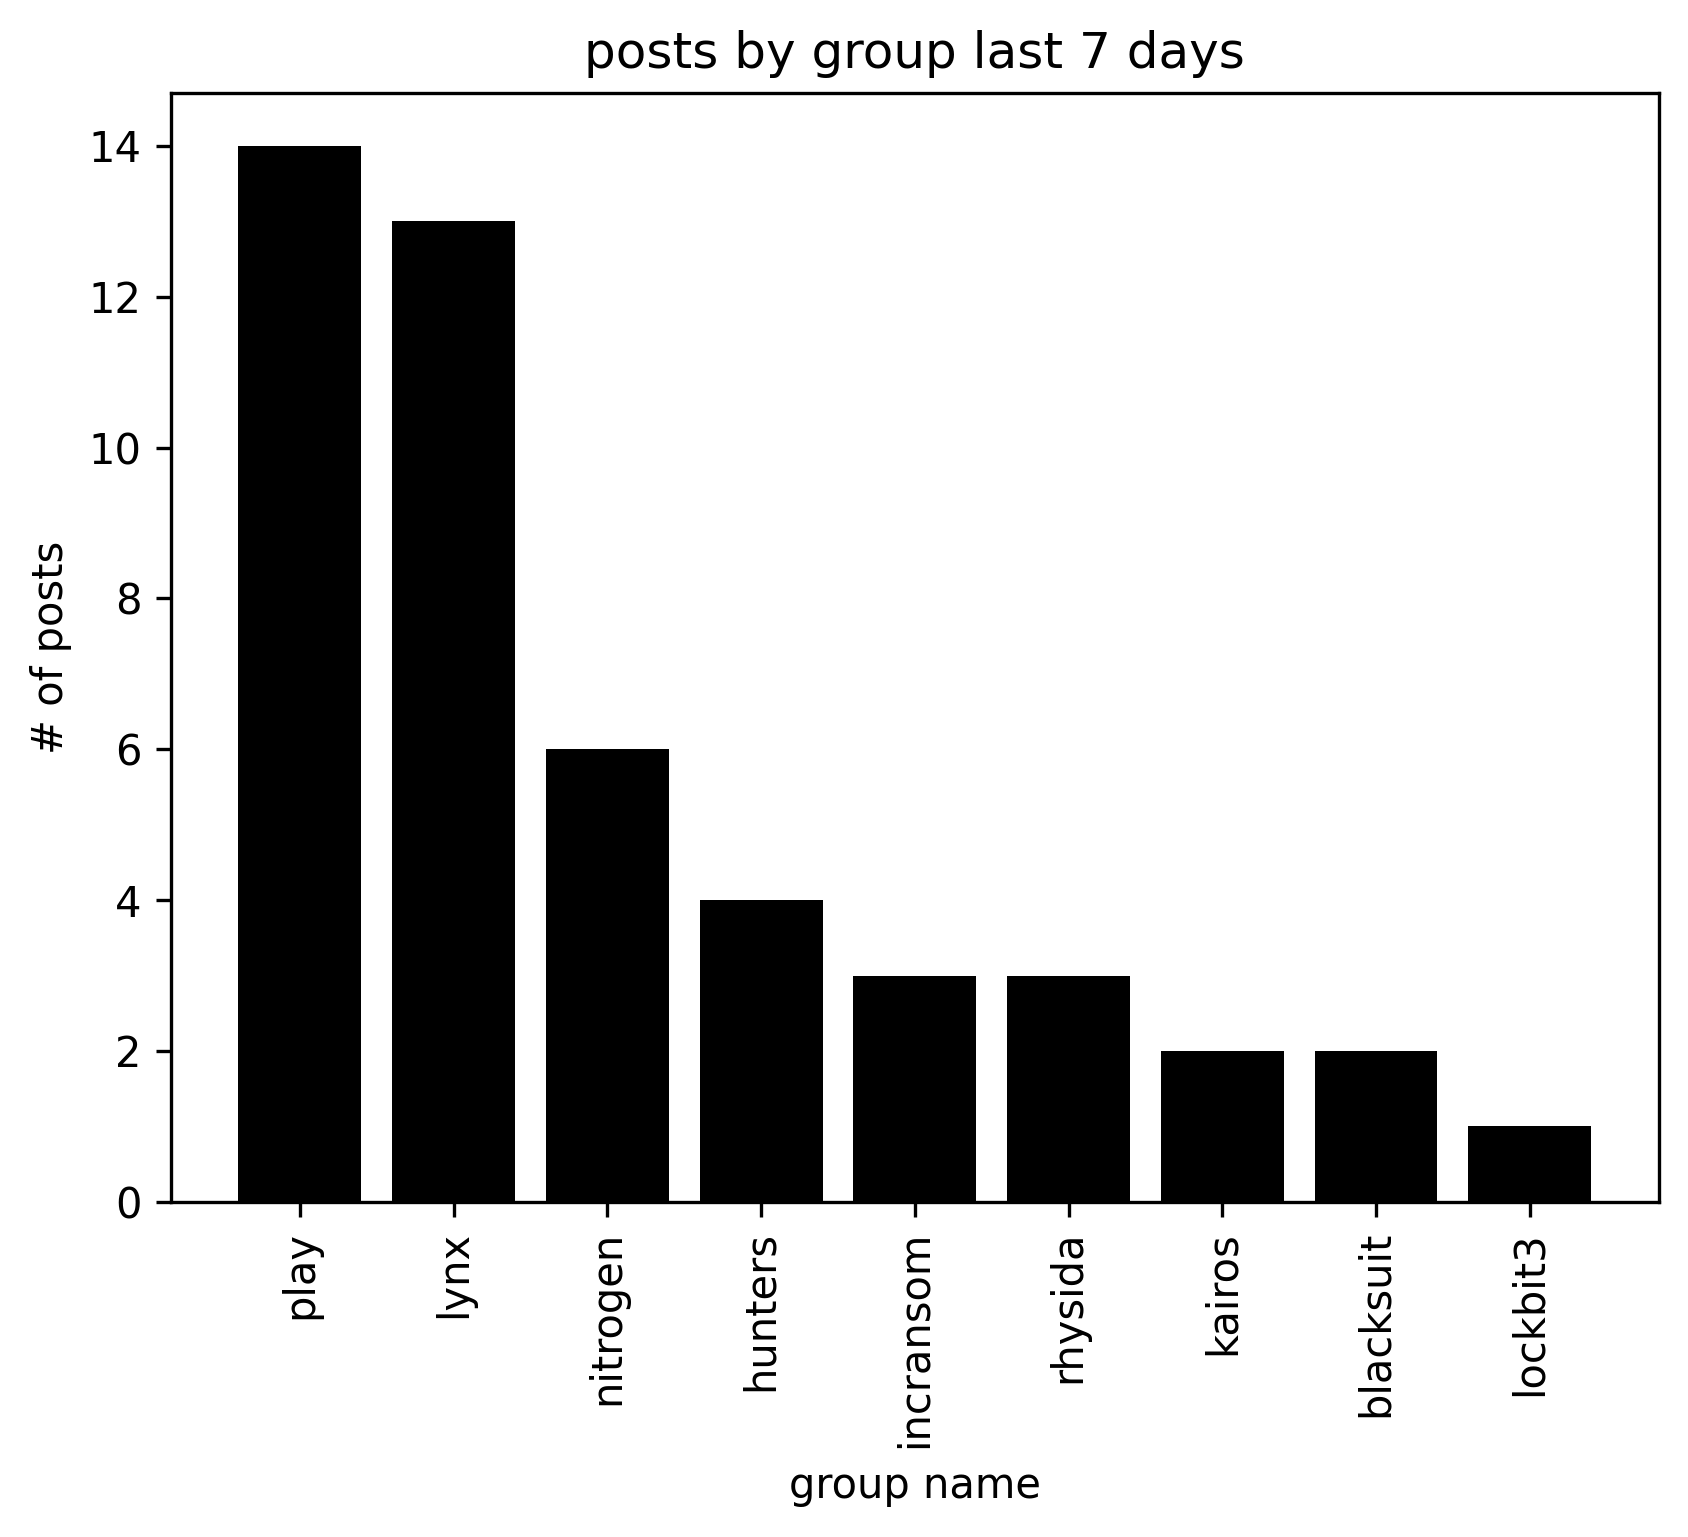 posts by group last 7 days
# of posts
14
12
10
8
6
4
2
0
play
lynx
nitrogen
hunters
incransom
rhysida
kairos
blacksuit
lockbit3
group name